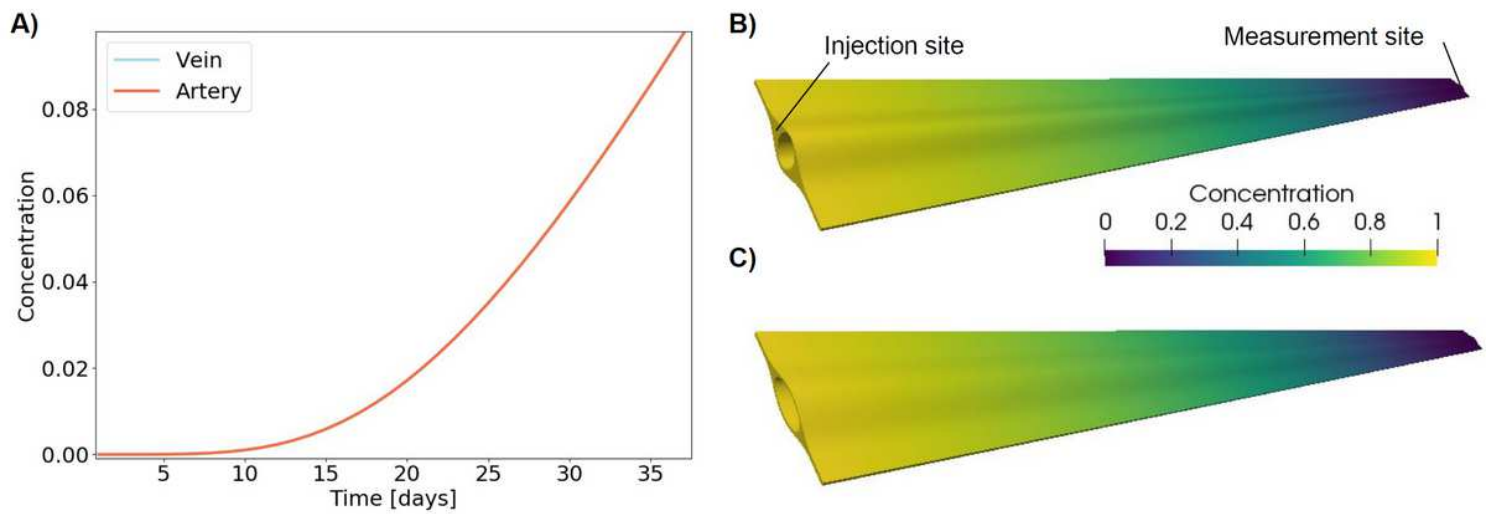 A)
Vein
Artery
Concentration
0.08
0.06
0.04
0.02
0.00
5 10 15 20 25 30 35
Time [days]
B)
Injection site
Measurement site
Concentration
0 0.2 0.4 0.6 0.8 1
C)